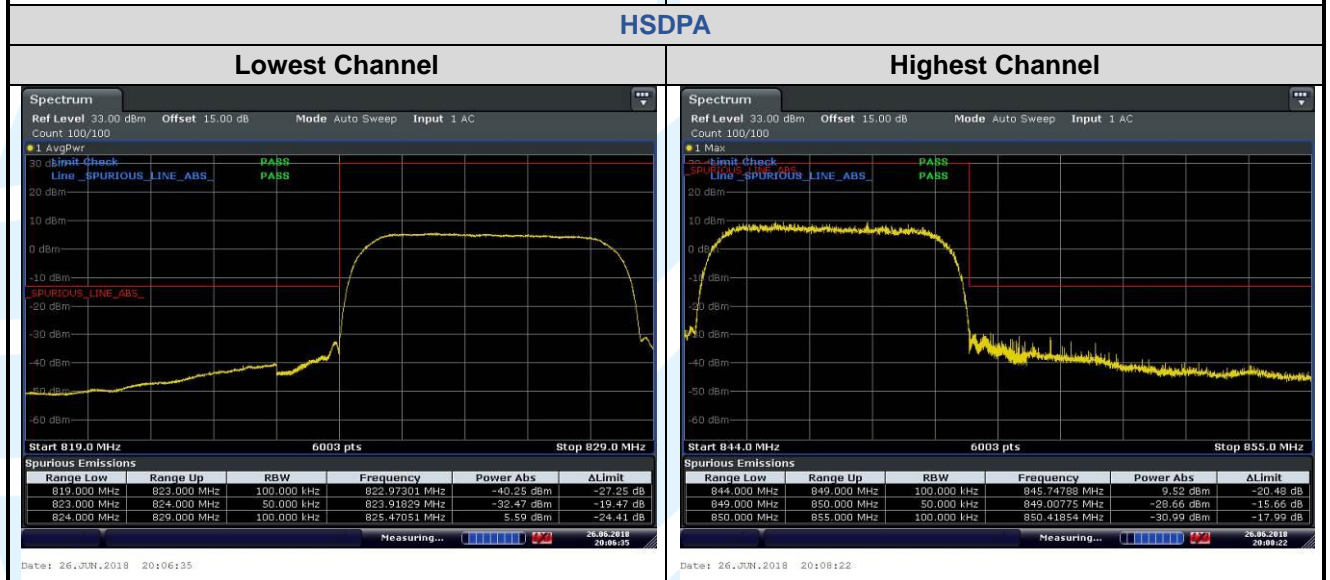 HSDPA
Lowest Channel
Highest Channel
Spectrum
Ref Level 33.00 dBm Offset 15.00 dB Mode Auto Sweep Input 1 AC
Count 100/100
1 AvgPwr
30 dBm
Limit Check PASS
Line _SPURIOUS_LINE_ABS_ PASS
20 dBm
10 dBm
0 dBm
-10 dBm
_SPURIOUS_LINE_ABS_
-20 dBm
-30 dBm
-40 dBm
-50 dBm
-60 dBm
Start 819.0 MHz 6003 pts Stop 829.0 MHz
Spurious Emissions
Range Low Range Up RBW Frequency Power Abs ΔLimit
819.000 MHz 823.000 MHz 100.000 kHz 822.97301 MHz -40.25 dBm -27.25 dB
823.000 MHz 824.000 MHz 50.000 kHz 823.91829 MHz -32.47 dBm -19.47 dB
824.000 MHz 829.000 MHz 100.000 kHz 825.47051 MHz 5.59 dBm -24.41 dB
Measuring... 26.06.2018
20:06:35
Date: 26.JUN.2018 20:06:35
Spectrum
Ref Level 33.00 dBm Offset 15.00 dB Mode Auto Sweep Input 1 AC
Count 100/100
1 Max
Limit Check PASS
_SPURIOUS_LINE_ABS_
Line _SPURIOUS_LINE_ABS_ PASS
20 dBm
10 dBm
0 dBm
-10 dBm
-20 dBm
-30 dBm
-40 dBm
-50 dBm
-60 dBm
Start 844.0 MHz 6003 pts Stop 855.0 MHz
Spurious Emissions
Range Low Range Up RBW Frequency Power Abs ΔLimit
844.000 MHz 849.000 MHz 100.000 kHz 845.74788 MHz 9.52 dBm -20.48 dB
849.000 MHz 850.000 MHz 50.000 kHz 849.00775 MHz -28.66 dBm -15.66 dB
850.000 MHz 855.000 MHz 100.000 kHz 850.41854 MHz -30.99 dBm -17.99 dB
Measuring... 26.06.2018
20:08:22
Date: 26.JUN.2018 20:08:22